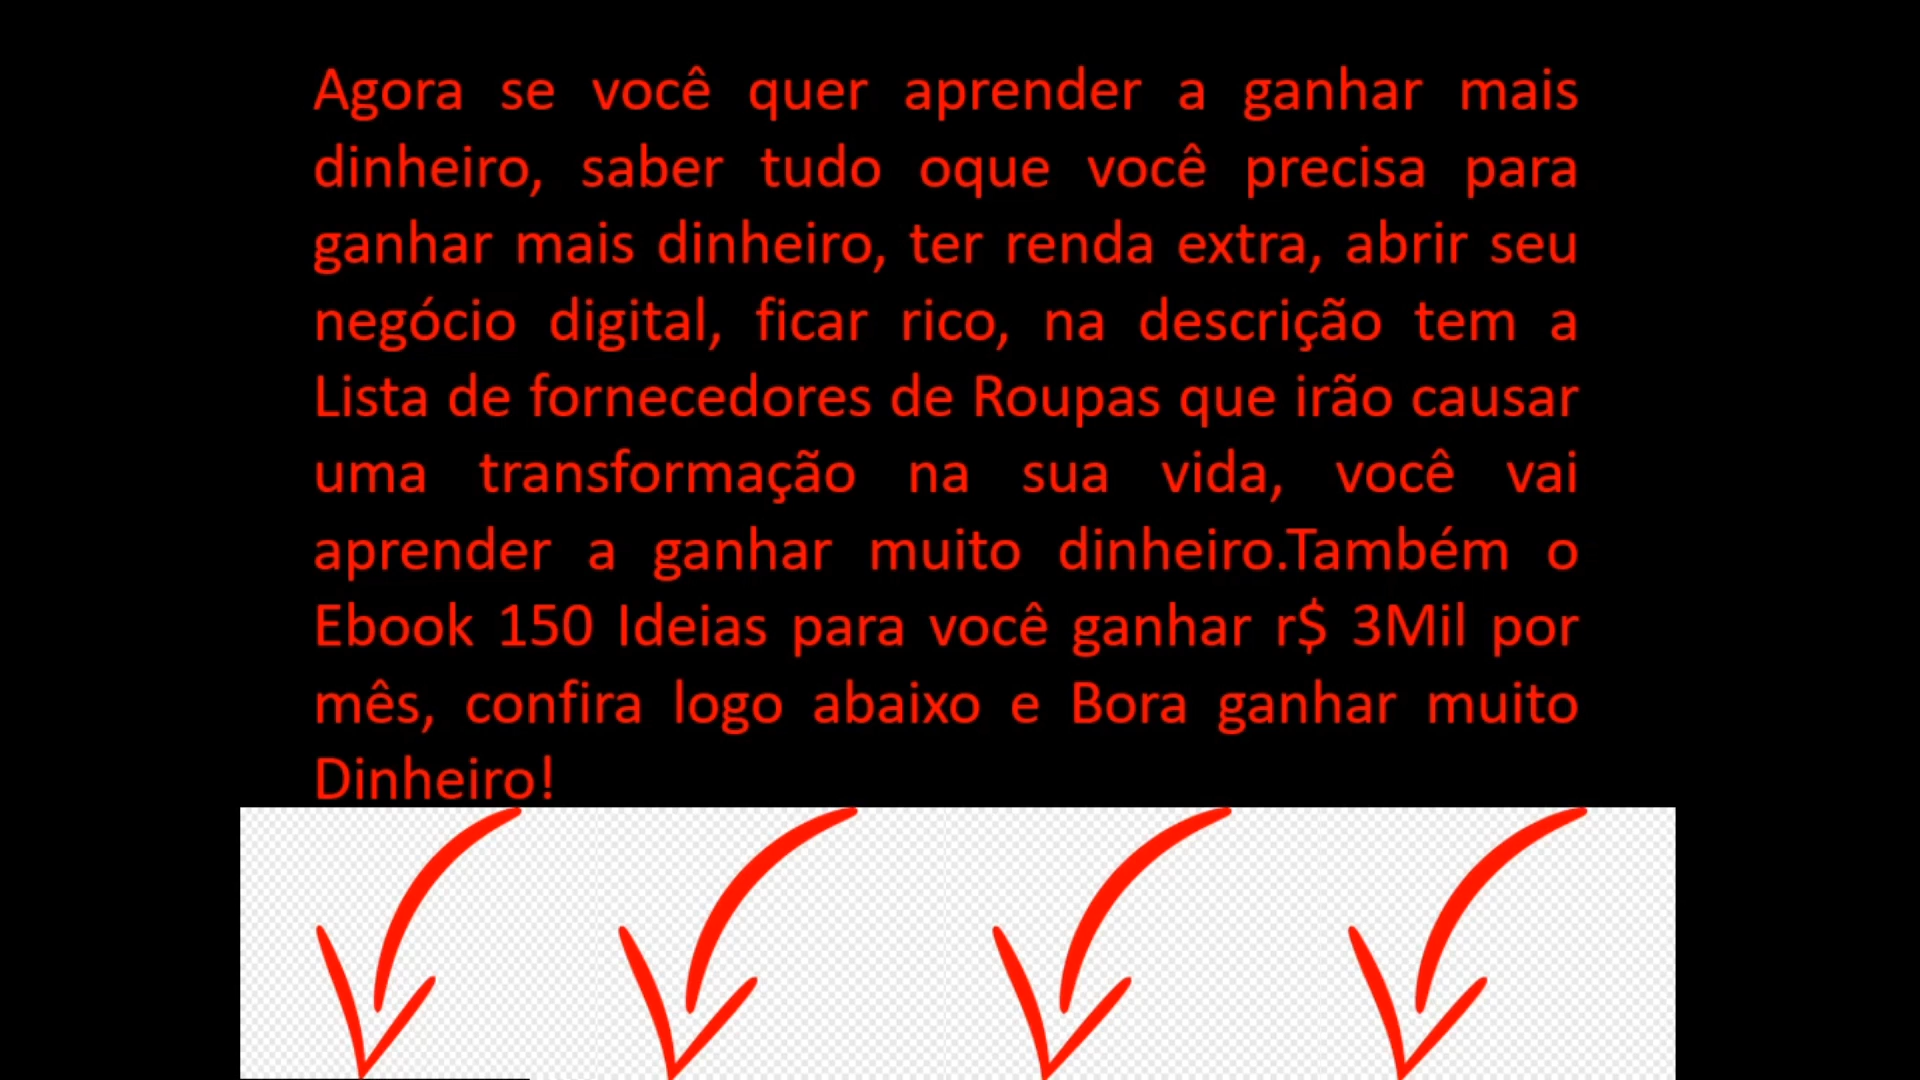 Agora se você quer aprender a ganhar mais
dinheiro, saber tudo oque você precisa para
ganhar mais dinheiro, ter renda extra, abrir seu
negócio digital, ficar rico, na descrição tem a
Lista de fornecedores de Roupas que irão causar
uma transformação na sua vida, você vai
aprender a ganhar muito dinheiro.Também o
Ebook 150 Ideias para você ganhar r$ 3Mil por
mês, confira logo abaixo e Bora ganhar muito
Dinheiro!